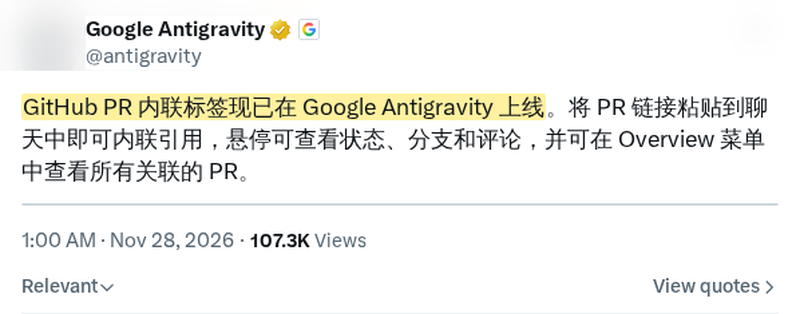 Google Antigravity
@antigravity
GitHub PR 内联标签现已在 Google Antigravity 上线。将 PR 链接粘贴到聊
天中即可内联引用，悬停可查看状态、分支和评论，并可在 Overview 菜单
中查看所有关联的 PR。
1:00 AM · Nov 28, 2026 · 107.3K Views
Relevant View quotes